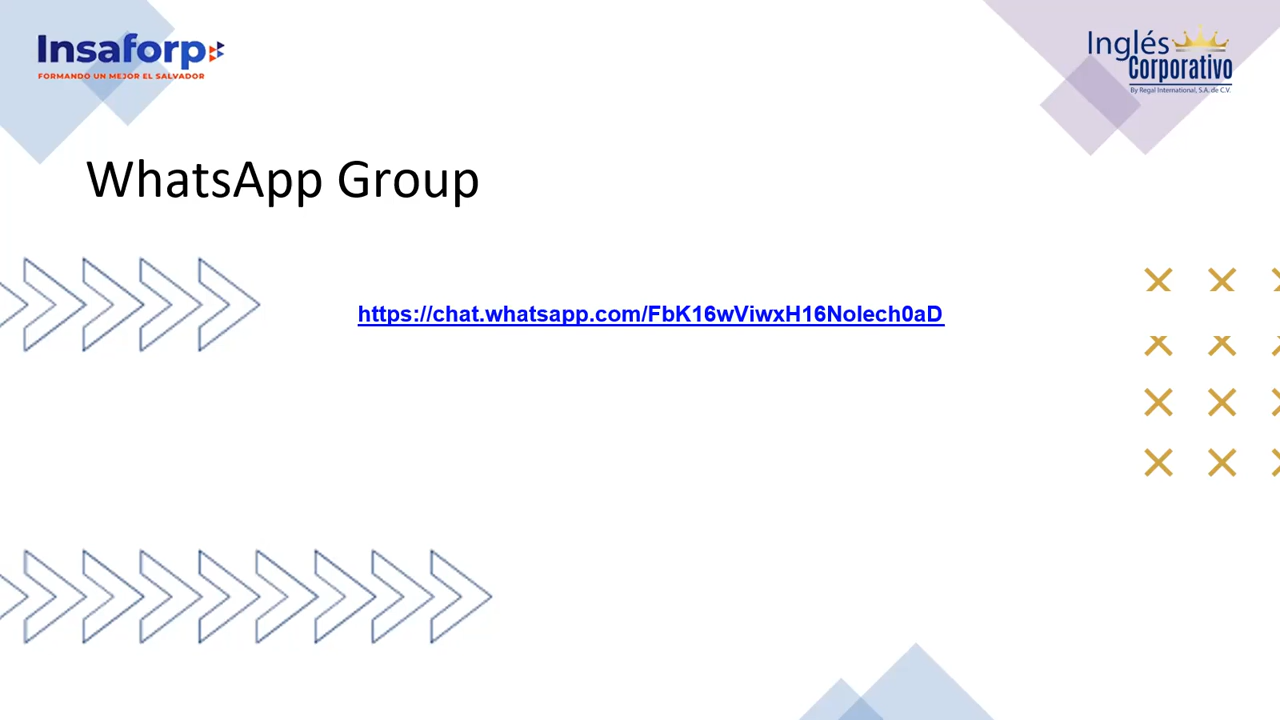 Insaforp
FORMANDO UN MEJOR EL SALVADOR
Inglés
Corporativo
By Regal International, S.A. de C.V.
WhatsApp Group
https://chat.whatsapp.com/FbK16wViwxH16Nolech0aD